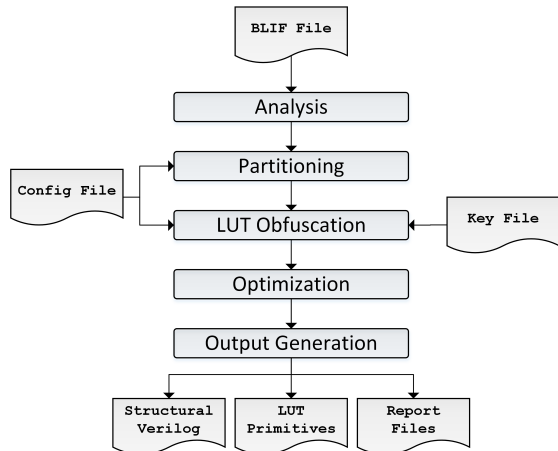 BLIF File
Analysis
Partitioning
Config File
LUT Obfuscation
Key File
Optimization
Output Generation
Structural
Verilog
LUT
Primitives
Report
Files